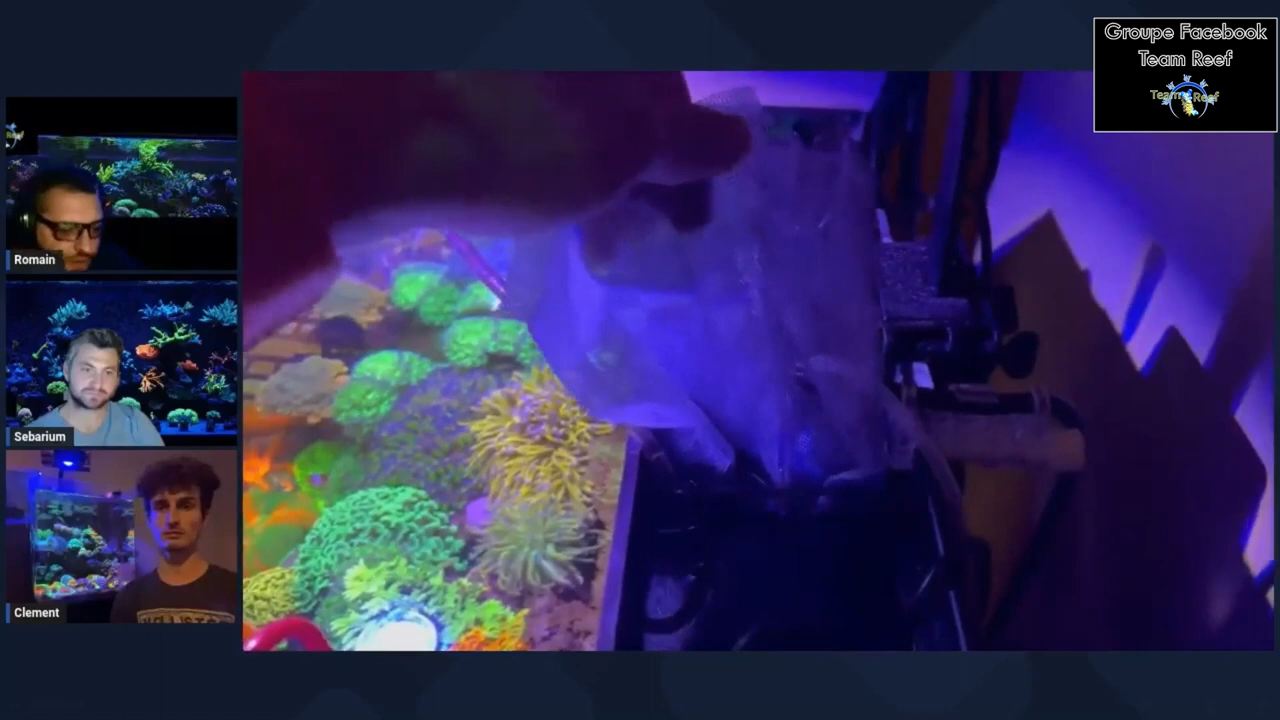 Groupe Facebook
Team Reef
Team Reef
Romain
Sebarium
Clement